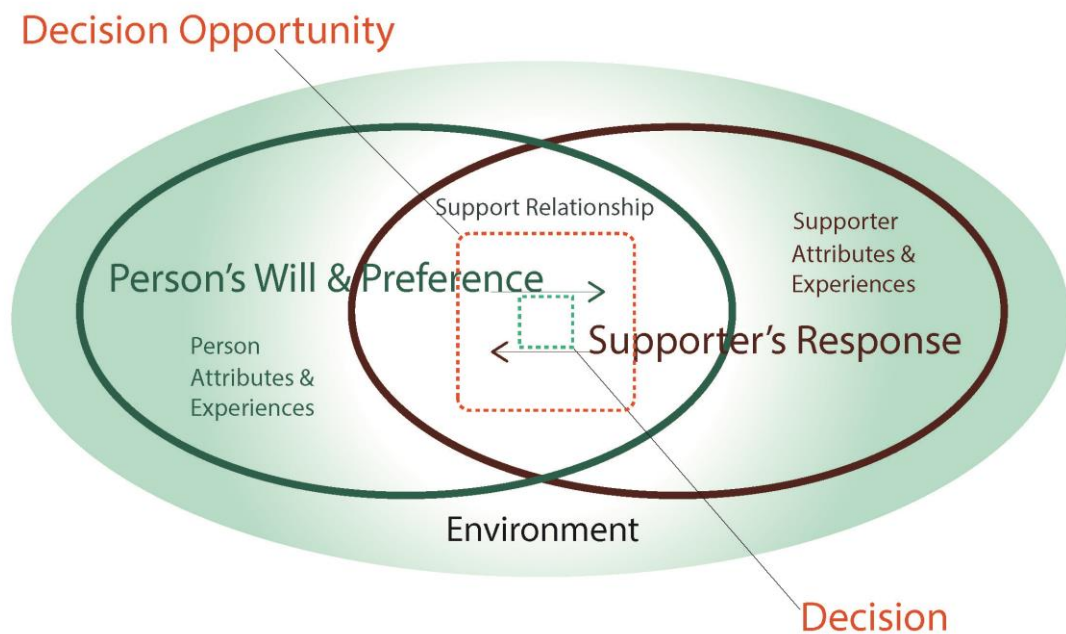 Decision Opportunity
Support Relationship
Supporter
Attributes &
Experiences
Person's Will & Preference
Supporter's Response
Person
Attributes &
Experiences
Environment
Decision